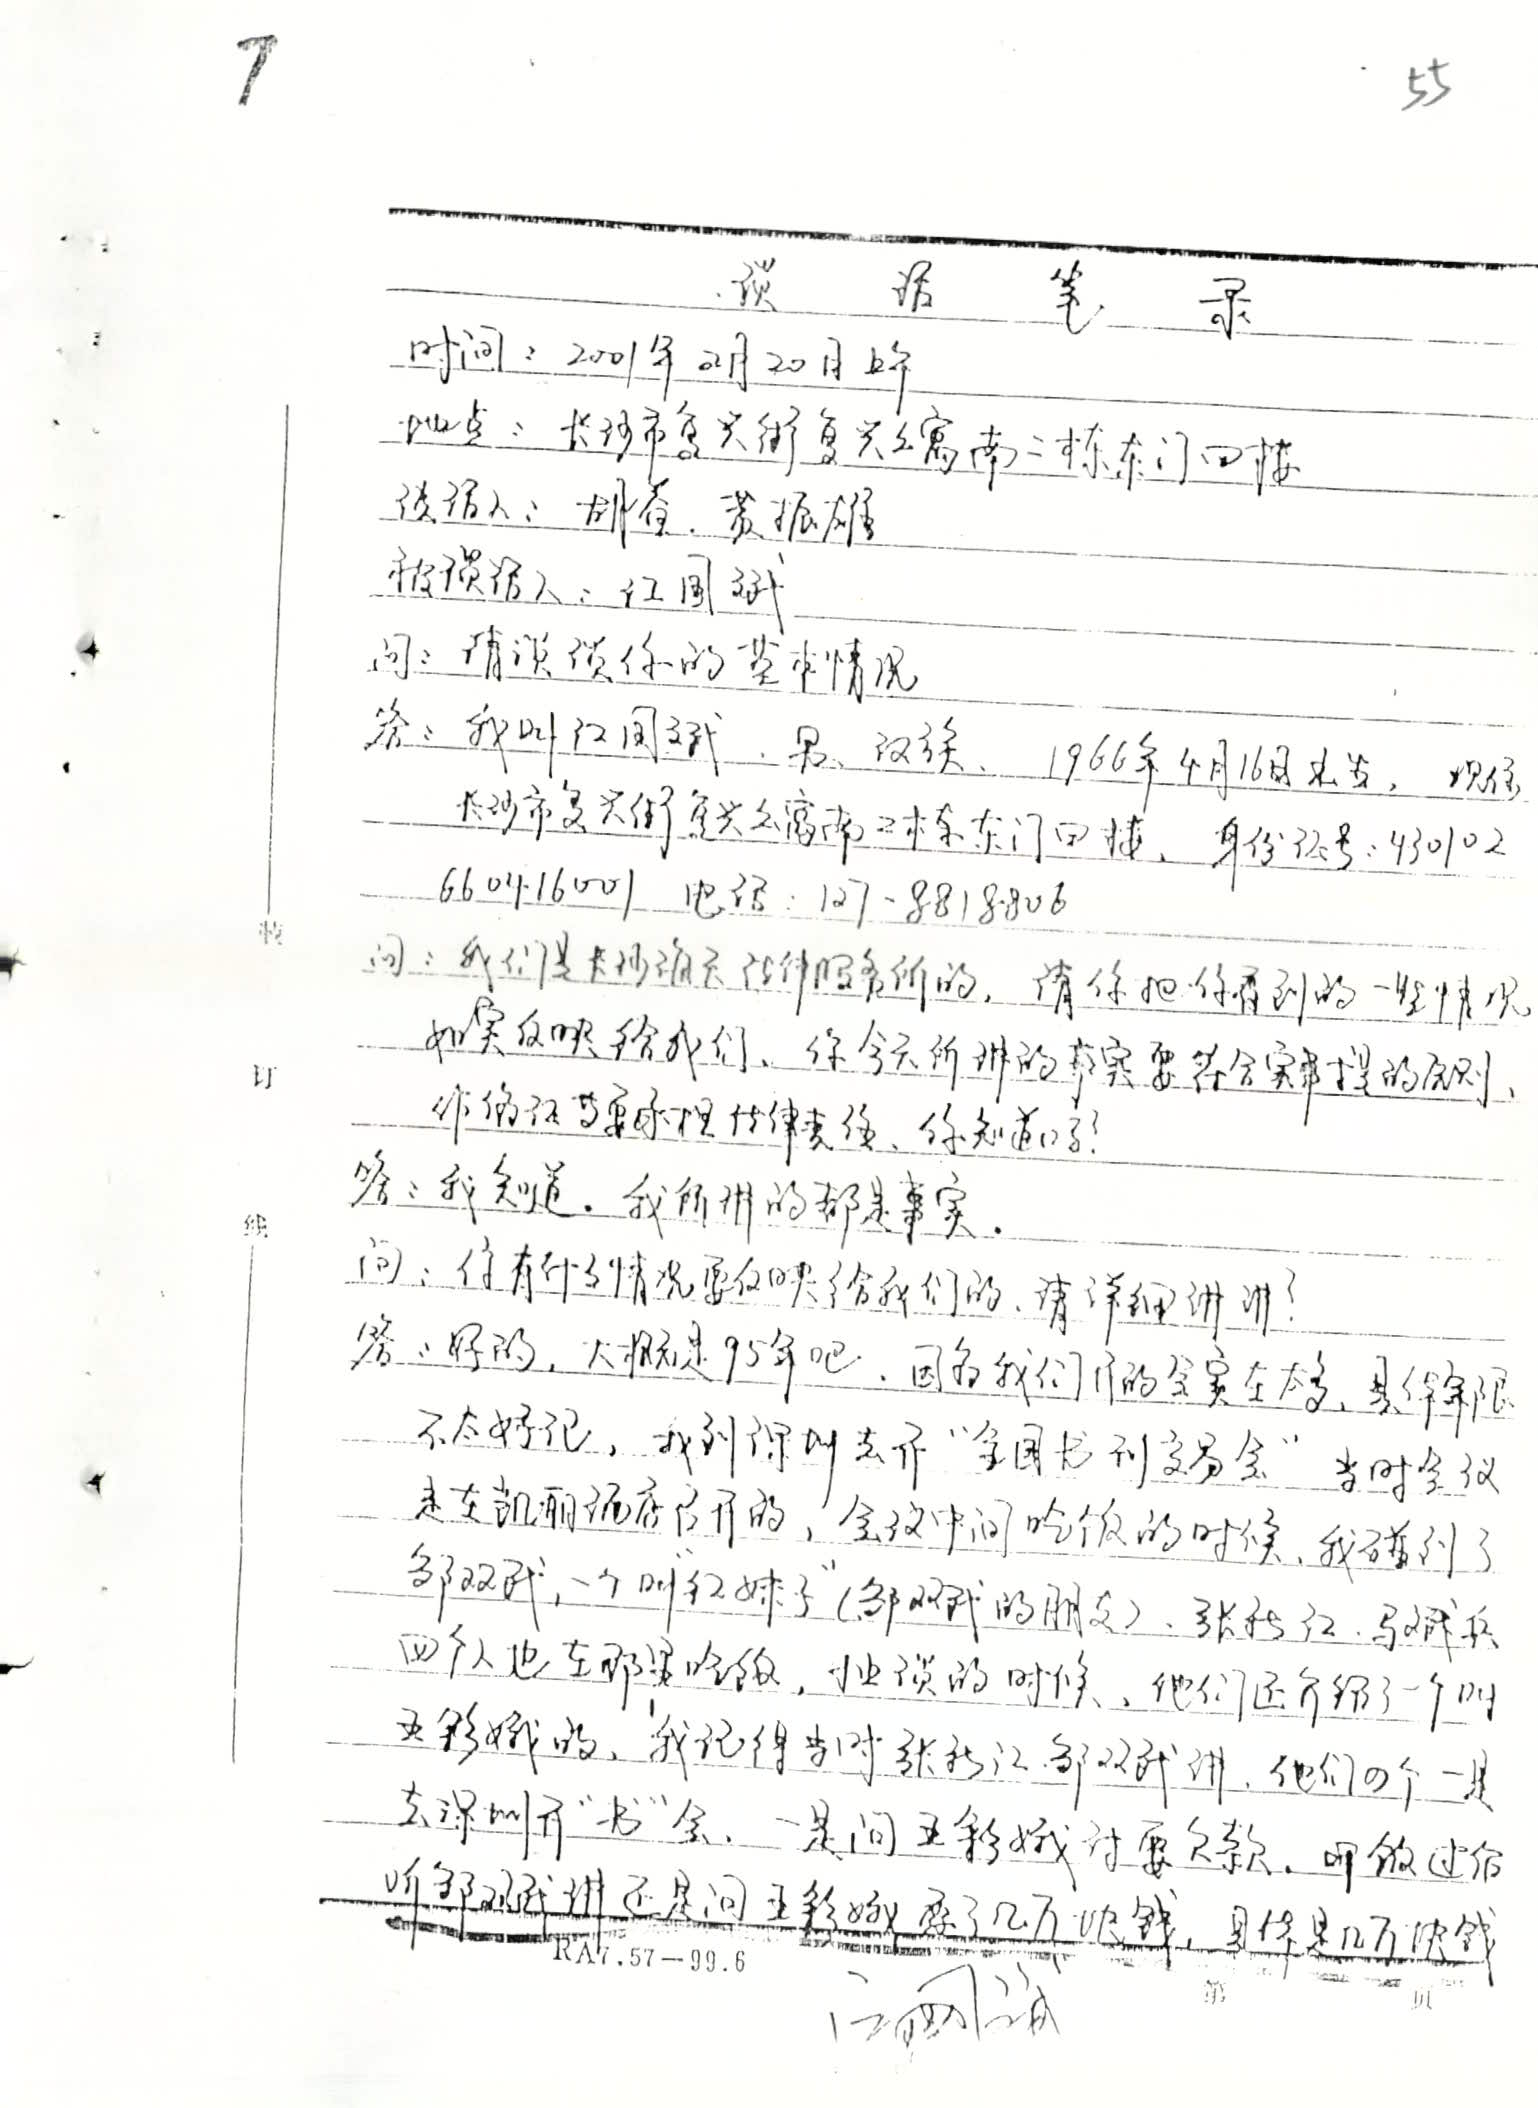 7
55
谈话笔录
时间：2001年2月20日上午
地点：长沙市复兴街复兴公寓南二栋东门四楼
谈话人：胡 、黄振雄
被谈话人：江国斌
问：请谈谈你的基本情况
答：我叫江国斌、男、汉族、1966年4月16日出生，现住
长沙市复兴街复兴公寓南二栋东门四楼、身份证号：430102
660416001 电话：127-8818806
问：我们是长沙 天法律服务所的，请你把你看到的一些情况，
如实反映给我们、你今天所讲的事实要符合实事求是的原则、
作伪证与要承担法律责任、你知道吗？
答：我知道。我所讲的都是事实。
问：你有什么情况要反映给我们的、请详细讲讲？
答：好的，大概是95年吧、因为我们开的会实在太多、具体年限
不太好记，我到深圳去开“全国书刊交易会”当时会议
是在凯丽酒店召开的，会议中间吃饭的时候、我碰到了
邹双武，一个叫“红妹子”（邹双武的朋友）、张秋江、马斌兵
四个人也在那里吃饭，扯谈的时候、他们还介绍了一个叫
王彩娥的、我记得当时张秋江、邹双武讲、他们四个一是
去深圳开“书”会、二是问王彩娥讨要欠款。呷饭过后
听邹双武讲还是问王彩娥 了几万块钱，具体是几万块钱
装
订
线
RA7.57—99.6
第 页
江国斌